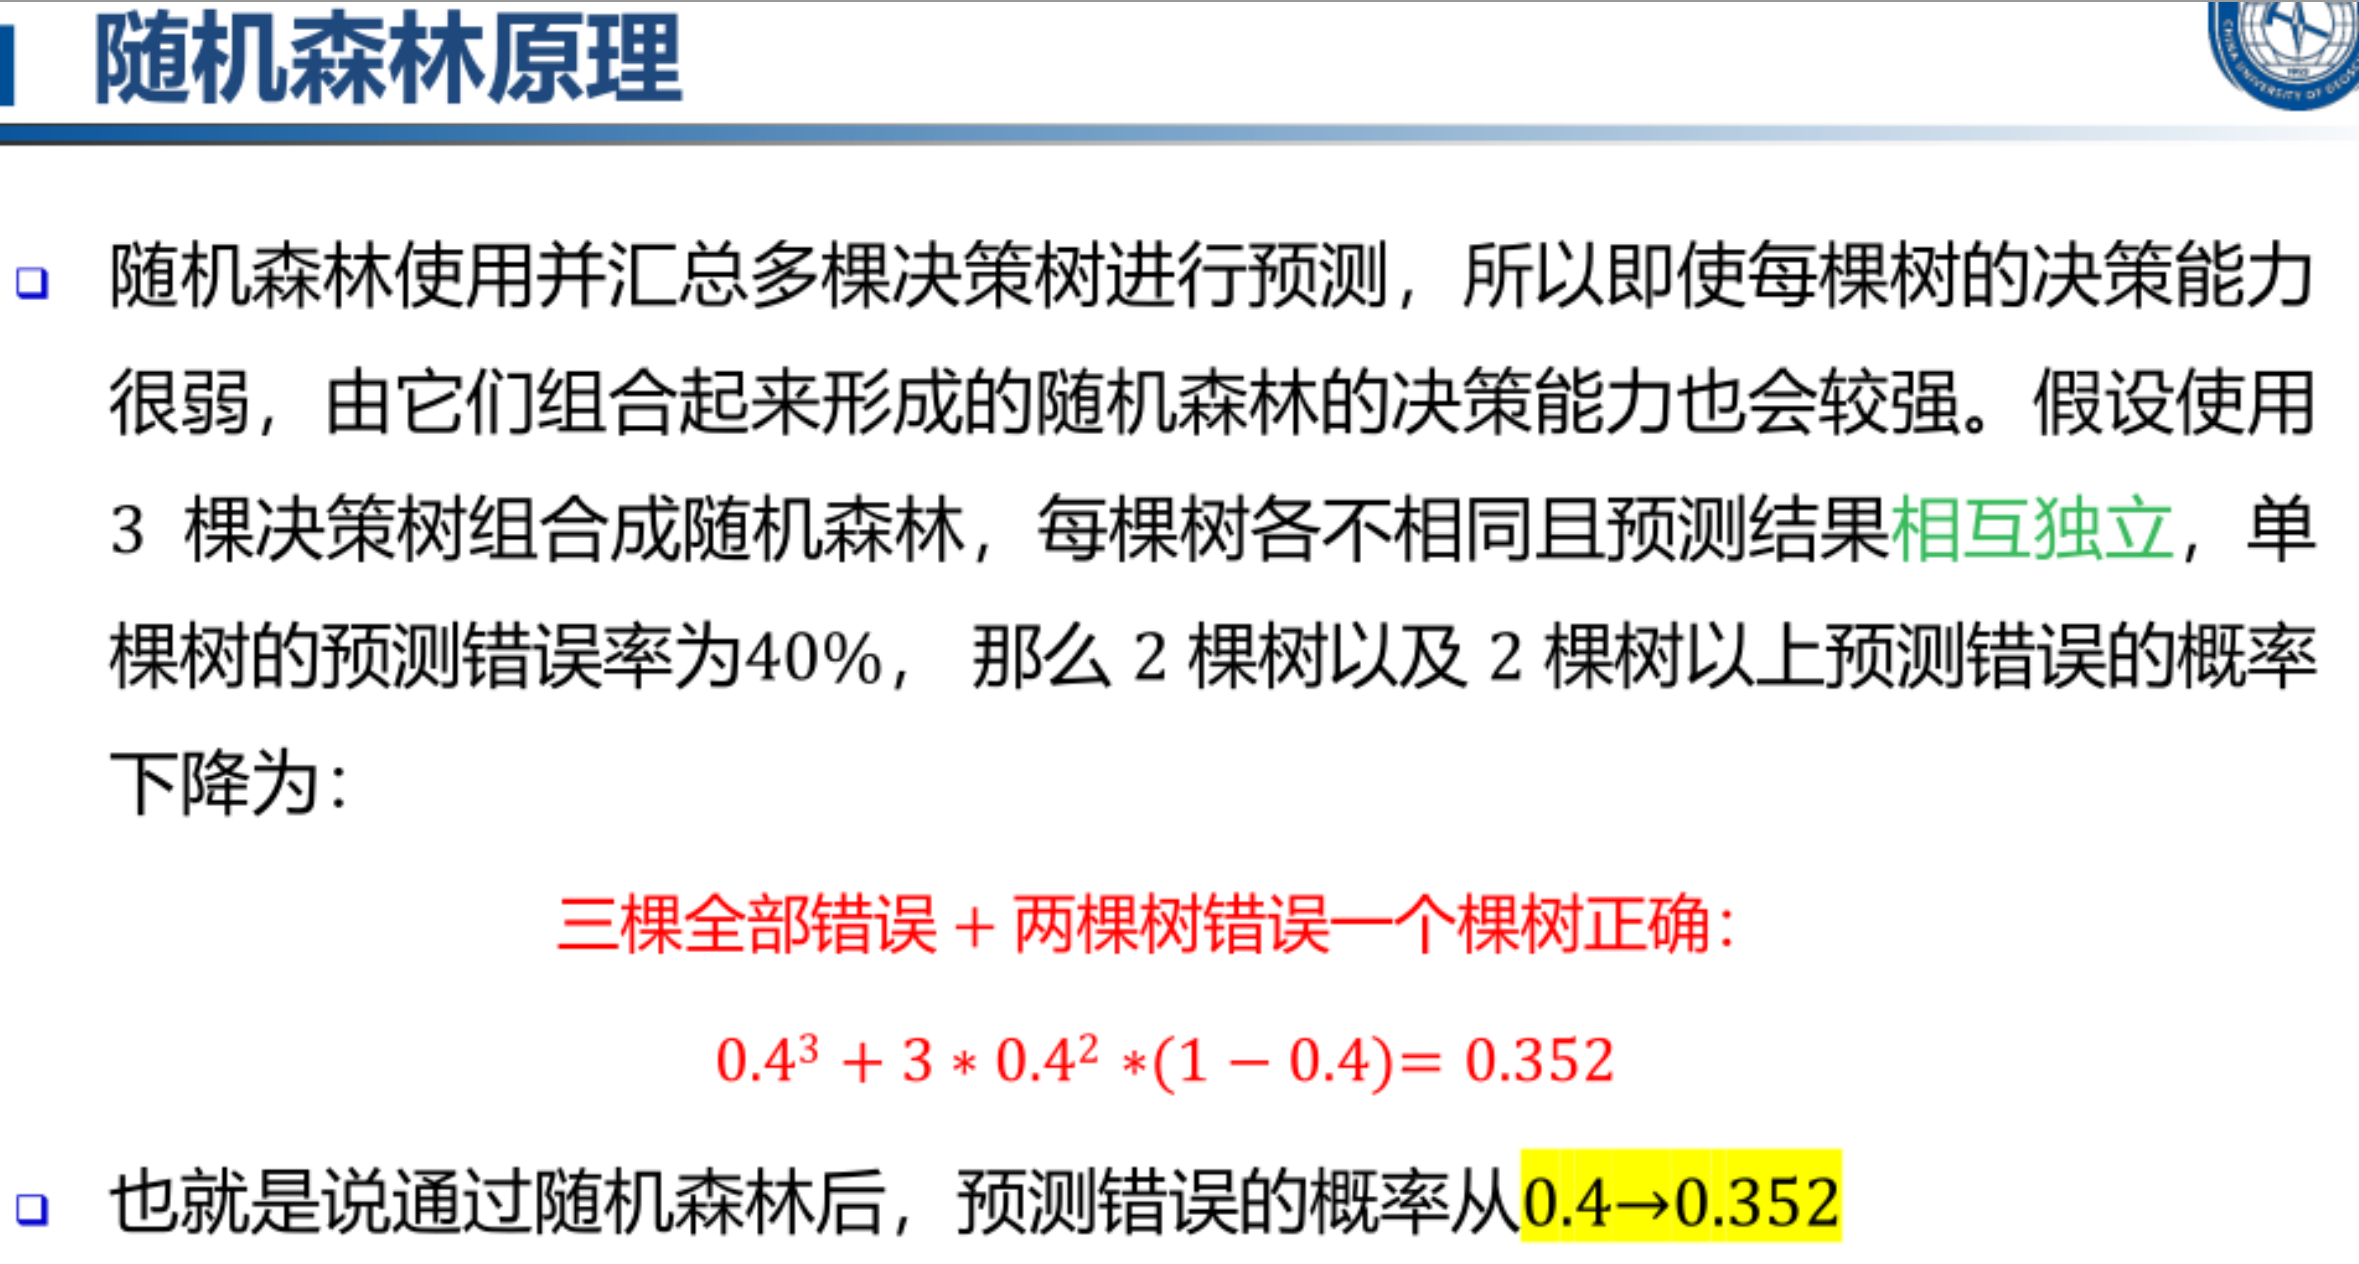 随机森林原理
CHINA UNIVERSITY OF
1952
随机森林使用并汇总多棵决策树进行预测，所以即使每棵树的决策能力
很弱，由它们组合起来形成的随机森林的决策能力也会较强。假设使用
3 棵决策树组合成随机森林，每棵树各不相同且预测结果相互独立，单
棵树的预测错误率为40%， 那么 2 棵树以及 2 棵树以上预测错误的概率
下降为：
三棵全部错误 + 两棵树错误一个棵树正确：
0.4³ + 3 * 0.4² *(1 − 0.4)= 0.352
也就是说通过随机森林后，预测错误的概率从0.4→0.352